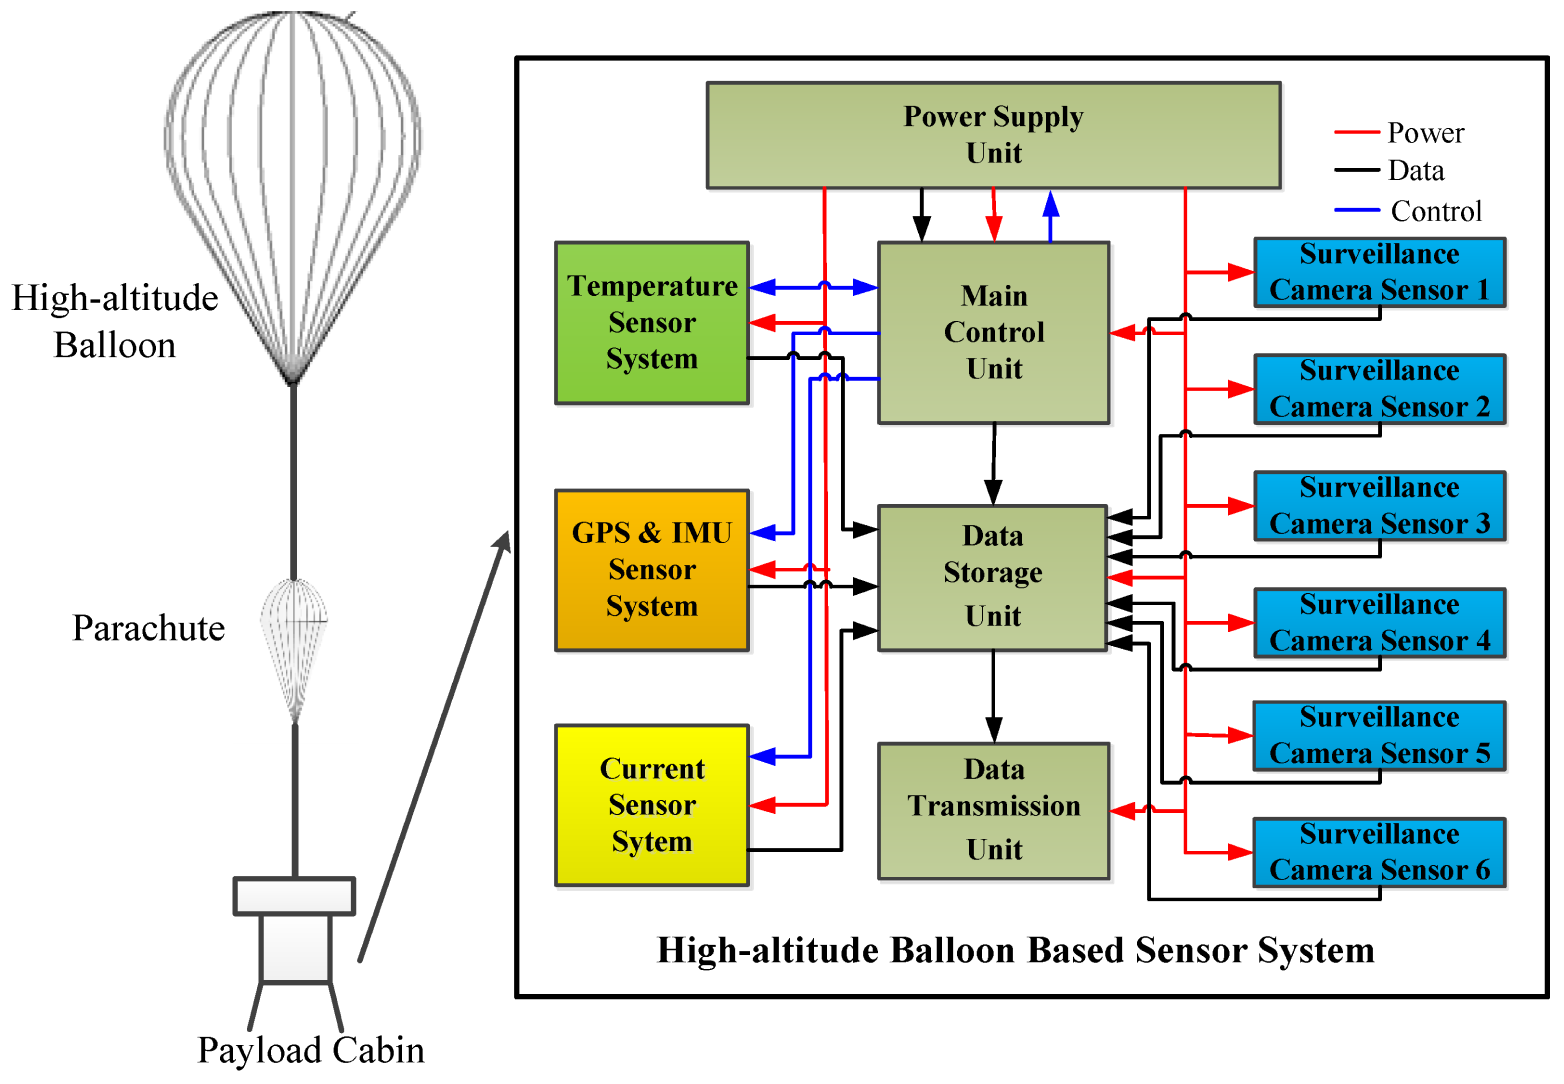 High-altitude
Balloon
Parachute
Payload Cabin
Power Supply
Unit
Power
Data
Control
Temperature
Sensor
System
Main
Control
Unit
GPS & IMU
Sensor
System
Data
Storage
Unit
Current
Sensor
Sytem
Data
Transmission
Unit
Surveillance
Camera Sensor 1
Surveillance
Camera Sensor 2
Surveillance
Camera Sensor 3
Surveillance
Camera Sensor 4
Surveillance
Camera Sensor 5
Surveillance
Camera Sensor 6
High-altitude Balloon Based Sensor System